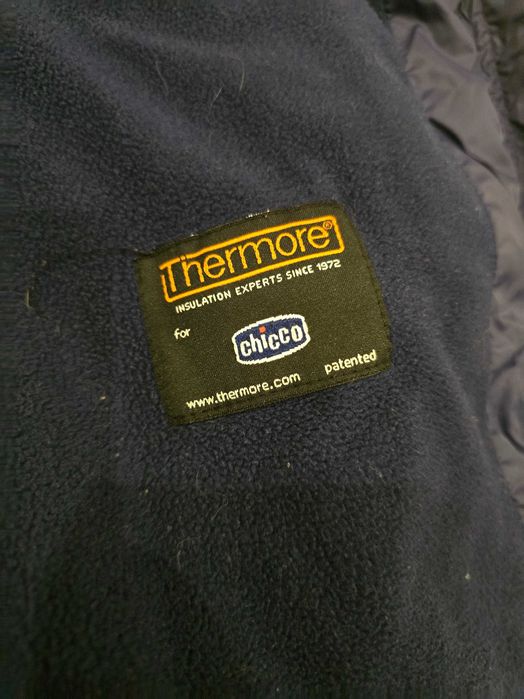 Thermore®
INSULATION EXPERTS SINCE 1972
for
chicco
patented
www.thermore.com